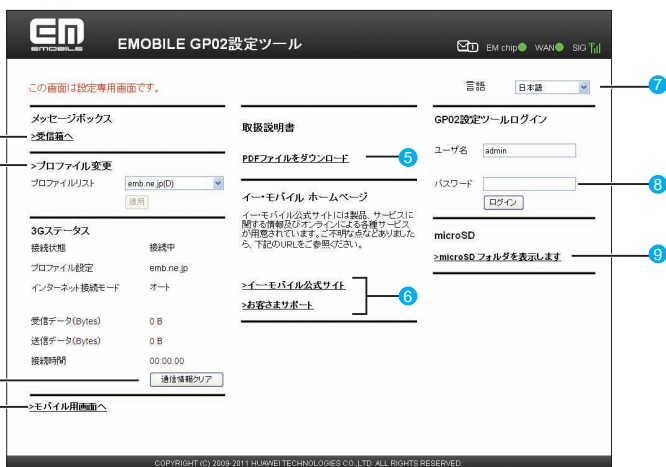 EM
EMOBILE
EMOBILE GP02設定ツール
EM chip WAN SIG
この画面は設定専用画面です。
言語 日本語
7
メッセージボックス
>受信箱へ
>プロファイル変更
プロファイルリスト emb.ne.jp(D)
適用
3Gステータス
接続状態 接続中
プロファイル設定 emb.ne.jp
インターネット接続モード オート
受信データ(Bytes) 0 B
送信データ(Bytes) 0 B
接続時間 00:00:00
通信情報クリア
>モバイル用画面へ
取扱説明書
PDFファイルをダウンロード
5
イー・モバイル ホームページ
イー・モバイル公式サイトには製品、サービスに
関する情報及びオンラインによる各種サービス
が用意されています。ご不明な点などありました
ら、下記のURLをご参照ください。
>イー・モバイル公式サイト
>お客さまサポート
6
GP02設定ツールログイン
ユーザ名 admin
パスワード
8
ログイン
microSD
>microSD フォルダを表示します
9
COPYRIGHT (C) 2009-2011 HUAWEI TECHNOLOGIES CO.,LTD. ALL RIGHTS RESERVED.